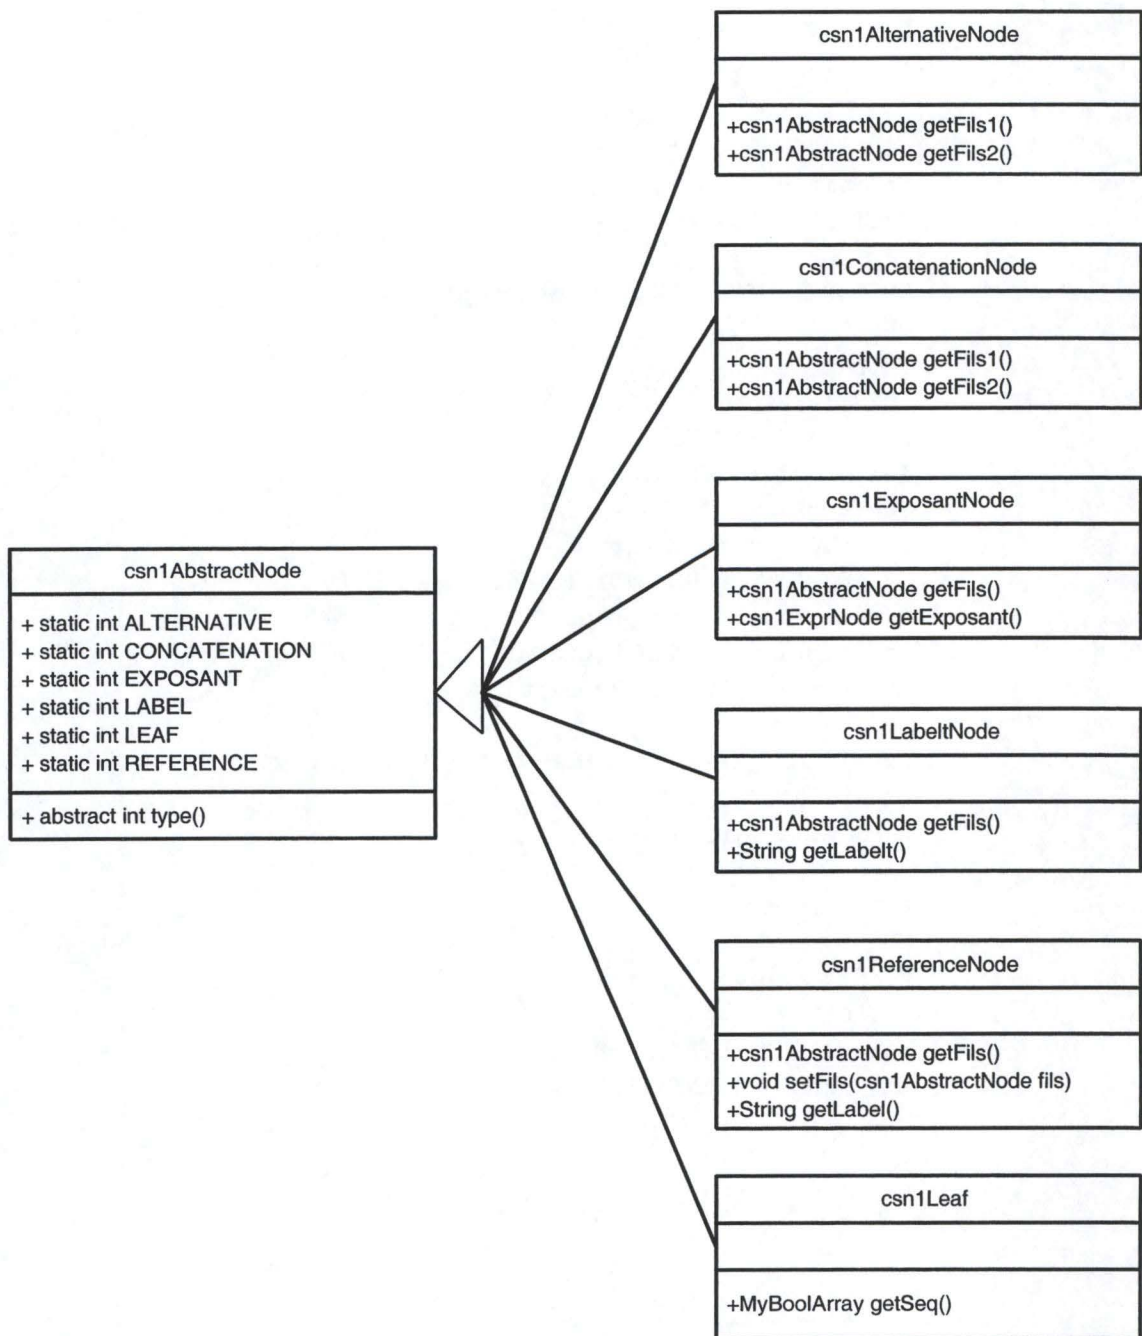 csn1AlternativeNode
+csn1AbstractNode getFils1()
+csn1AbstractNode getFils2()
csn1ConcatenationNode
+csn1AbstractNode getFils1()
+csn1AbstractNode getFils2()
csn1ExposantNode
+csn1AbstractNode getFils()
+csn1ExprNode getExposant()
csn1AbstractNode
+ static int ALTERNATIVE
+ static int CONCATENATION
+ static int EXPOSANT
+ static int LABEL
+ static int LEAF
+ static int REFERENCE
+ abstract int type()
csn1LabeltNode
+csn1AbstractNode getFils()
+String getLabelt()
csn1ReferenceNode
+csn1AbstractNode getFils()
+void setFils(csn1AbstractNode fils)
+String getLabel()
csn1Leaf
+MyBoolArray getSeq()